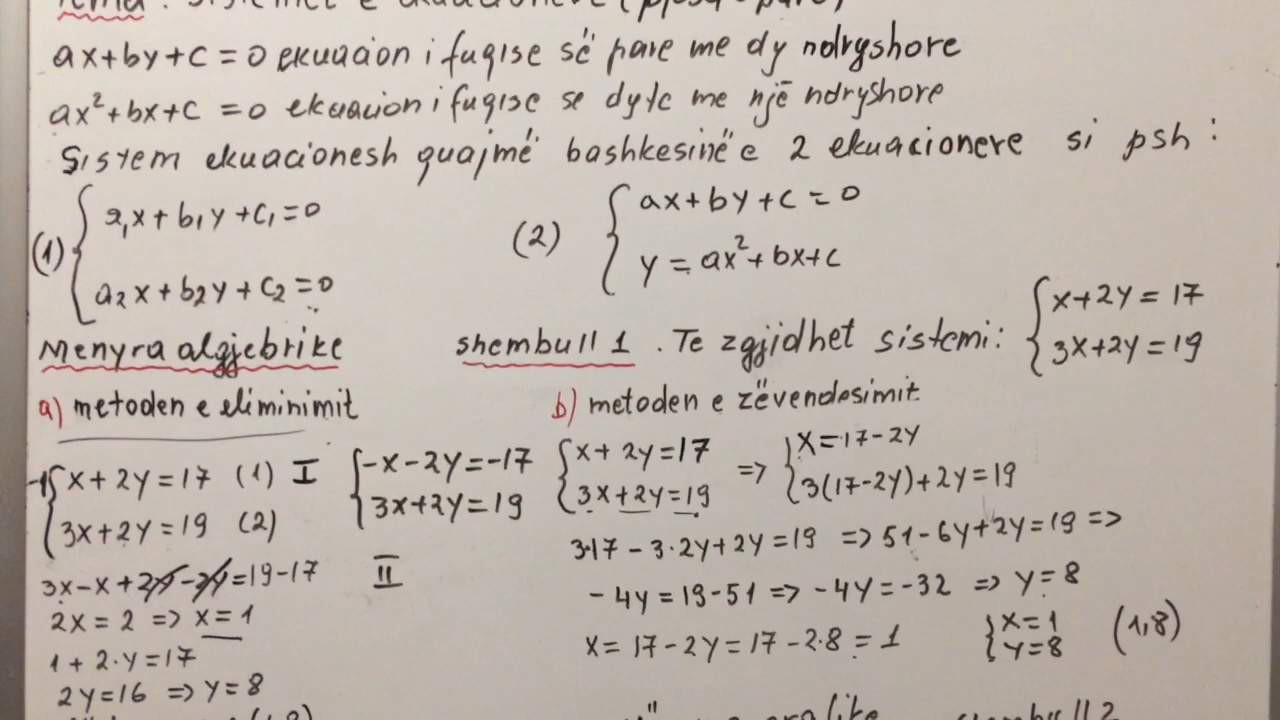 ax+by+c=0 ekuacion i fuqise së pare me dy ndryshore
ax²+bx+c=0 ekuacion i fuqise se dyte me një ndryshore
Sistem ekuacionesh quajmë bashkesinë e 2 ekuacioneve si psh:
(1) { a₁x+b₁y+c₁=0
a₂x+b₂y+c₂=0
(2) { ax+by+c=0
y=ax²+bx+c
Menyra algjebrike
shembull 1. Te zgjidhet sistemi: { x+2y=17
3x+2y=19
a) metoden e eliminimit
-1{ x+2y=17 (1) I { -x-2y=-17
3x+2y=19 (2) 3x+2y=19
3x-x+2y-2y=19-17 II
2x=2 => x=1
1+2·y=17
2y=16 => y=8
b) metoden e zëvendesimit
{ x+2y=17 => { x=17-2y
3x+2y=19 3(17-2y)+2y=19
3·17-3·2y+2y=19 => 51-6y+2y=19 =>
-4y=19-51 => -4y=-32 => y=8
x=17-2y=17-2·8=1 { x=1 (1,8)
y=8
shembull 2